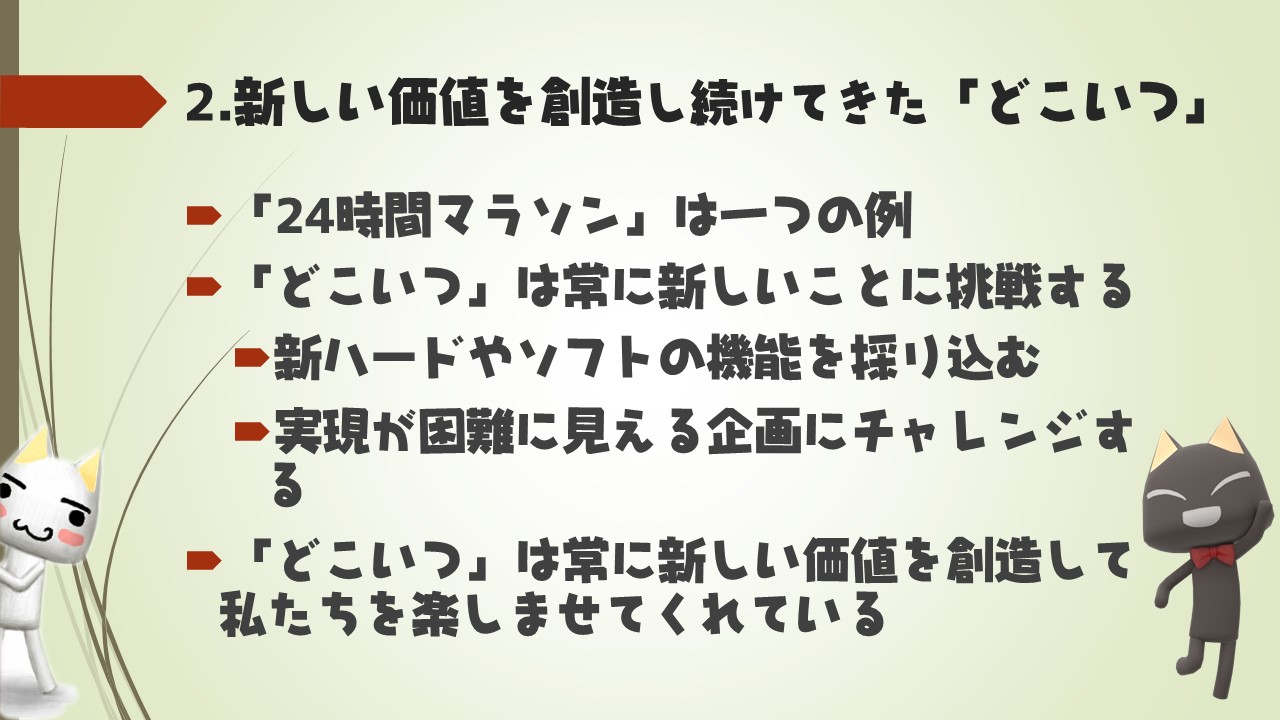 2.新しい価値を創造し続けてきた「どこいつ」
「24時間マラソン」は一つの例
「どこいつ」は常に新しいことに挑戦する
新ハードやソフトの機能を採り込む
実現が困難に見える企画にチャレンジす
る
「どこいつ」は常に新しい価値を創造して
私たちを楽しませてくれている